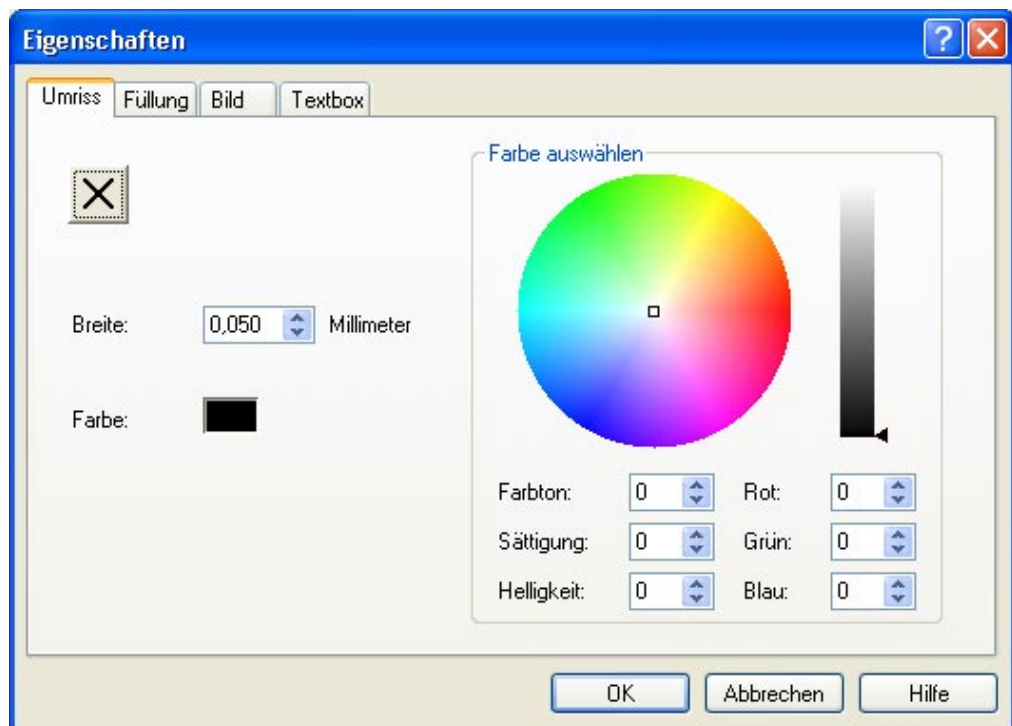 Eigenschaften
Umriss Füllung Bild Textbox
Farbe auswählen
Breite: 0,050 Millimeter
Farbe:
Farbton: 0 Rot: 0
Sättigung: 0 Grün: 0
Helligkeit: 0 Blau: 0
OK Abbrechen Hilfe